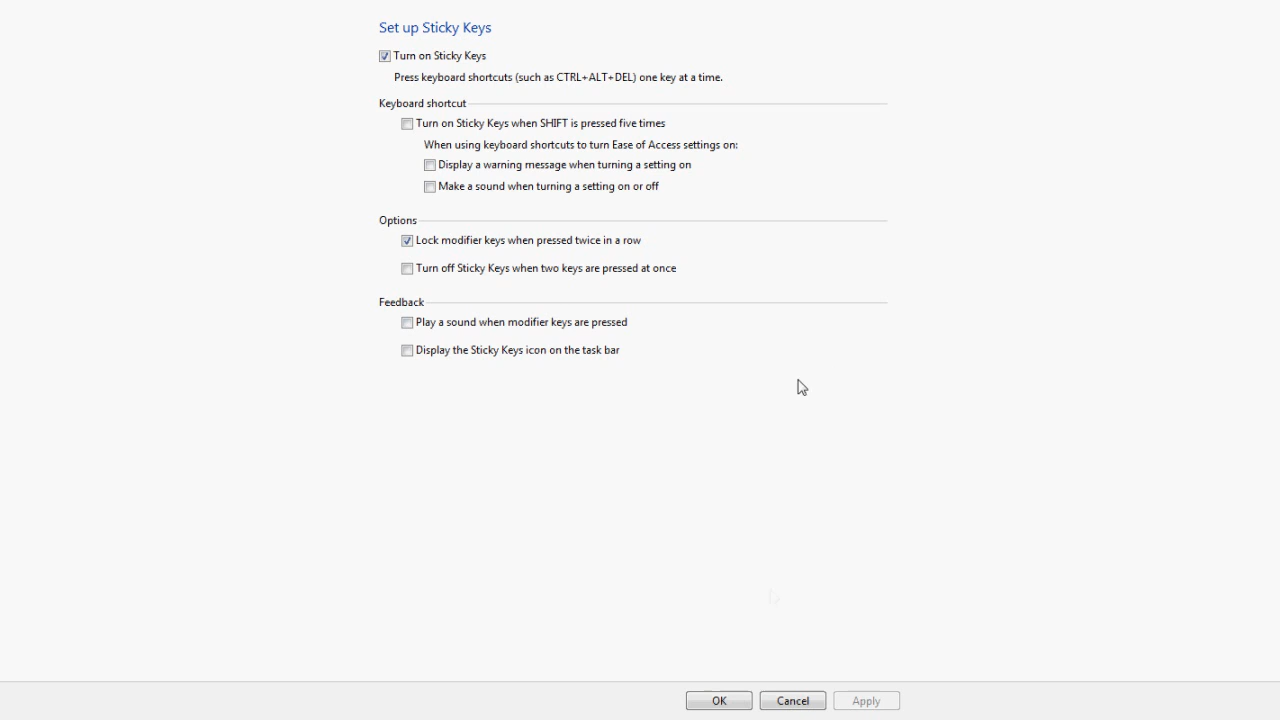 Set up Sticky Keys
Turn on Sticky Keys
Press keyboard shortcuts (such as CTRL+ALT+DEL) one key at a time.
Keyboard shortcut
Turn on Sticky Keys when SHIFT is pressed five times
When using keyboard shortcuts to turn Ease of Access settings on:
Display a warning message when turning a setting on
Make a sound when turning a setting on or off
Options
Lock modifier keys when pressed twice in a row
Turn off Sticky Keys when two keys are pressed at once
Feedback
Play a sound when modifier keys are pressed
Display the Sticky Keys icon on the task bar
OK Cancel Apply